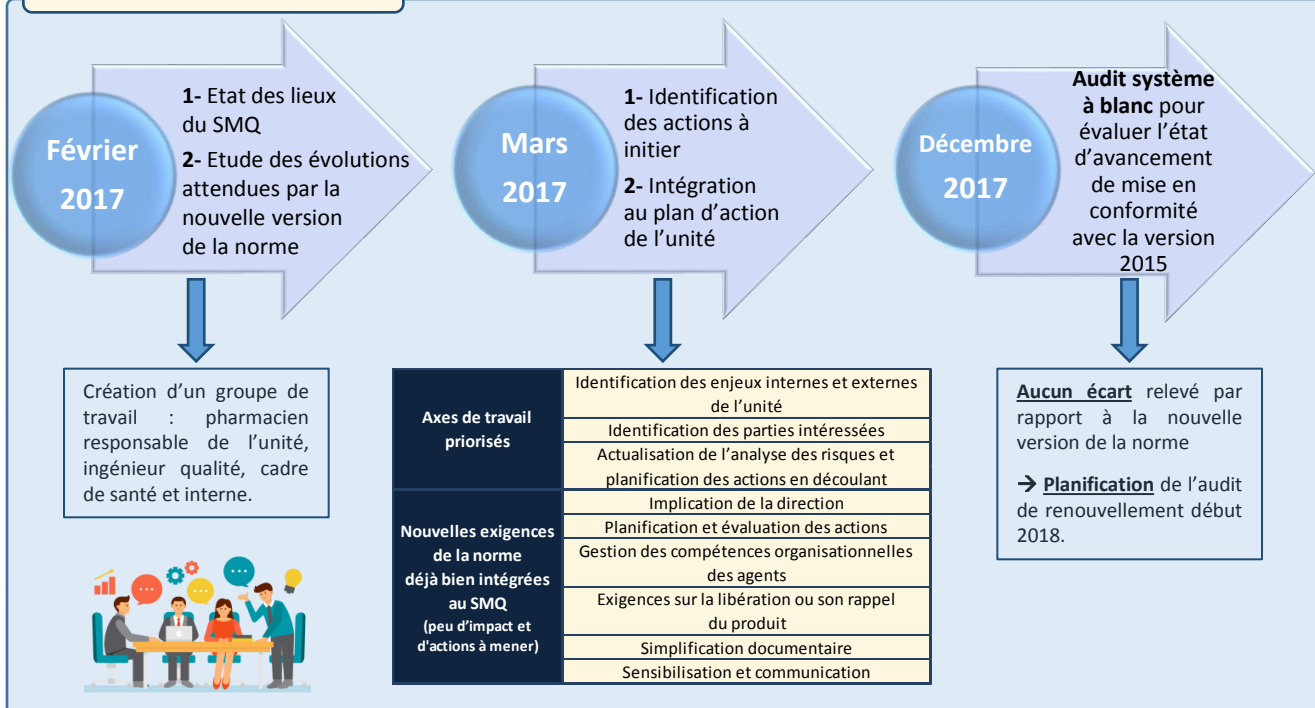 Février
2017
1- Etat des lieux
du SMQ
2- Etude des évolutions
attendues par la
nouvelle version
de la norme
Création d’un groupe de
travail : pharmacien
responsable de l’unité,
ingénieur qualité, cadre
de santé et interne.
Mars
2017
1- Identification
des actions à
initier
2- Intégration
au plan d’action
de l’unité
Axes de travail
priorisés
Identification des enjeux internes et externes
de l’unité
Identification des parties intéressées
Actualisation de l’analyse des risques et
planification des actions en découlant
Nouvelles exigences
de la norme
déjà bien intégrées
au SMQ
(peu d’impact et
d'actions à mener)
Implication de la direction
Planification et évaluation des actions
Gestion des compétences organisationnelles
des agents
Exigences sur la libération ou son rappel
du produit
Simplification documentaire
Sensibilisation et communication
Décembre
2017
Audit système
à blanc pour
évaluer l’état
d’avancement
de mise en
conformité
avec la version
2015
Aucun écart relevé par
rapport à la nouvelle
version de la norme
→ Planification de l’audit
de renouvellement début
2018.